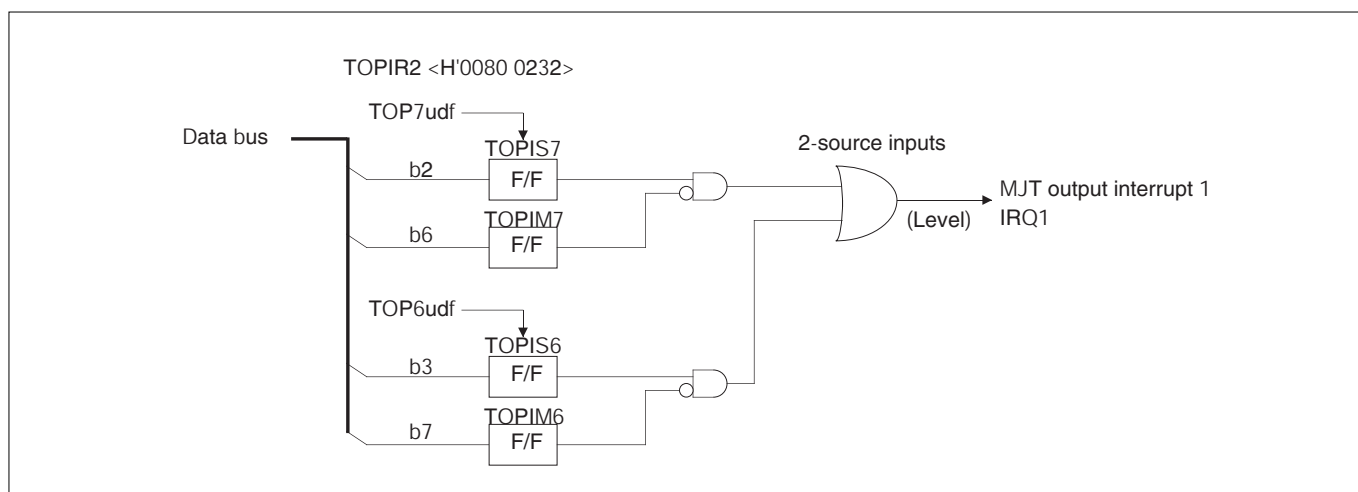 TOPIR2 <H'0080 0232>
TOP7udf
Data bus
TOPIS7
2-source inputs
b2
F/F
MJT output interrupt 1
(Level)
IRQ1
TOPIM7
b6
F/F
TOP6udf
TOPIS6
b3
F/F
TOPIM6
b7
F/F